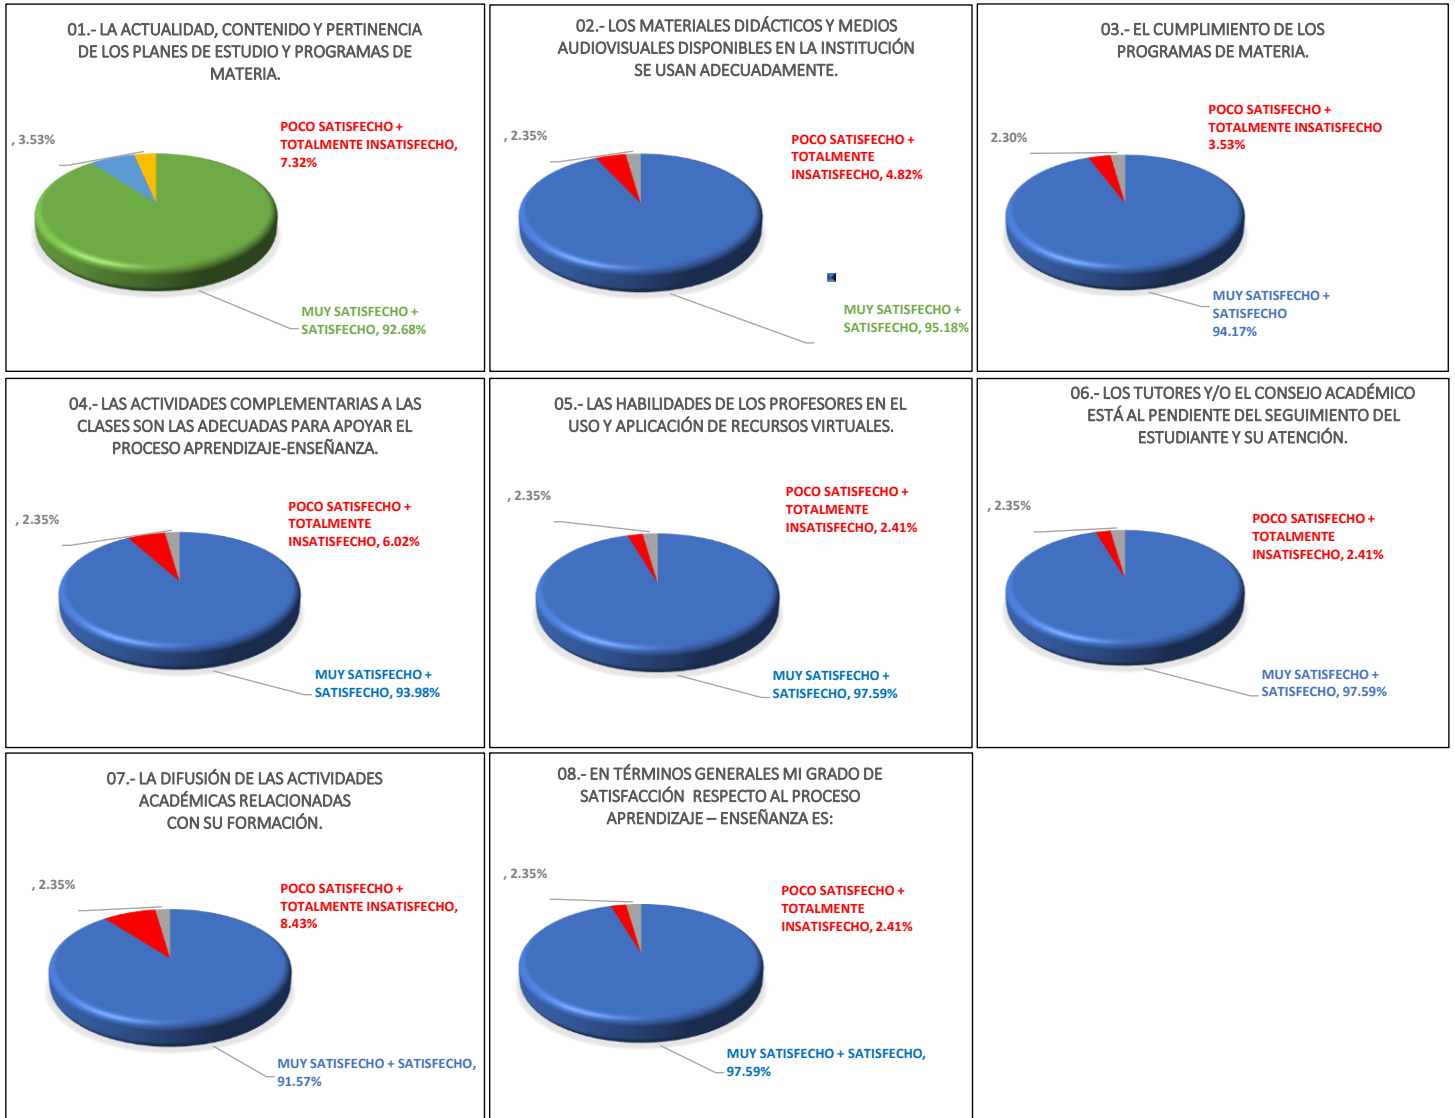 01.- LA ACTUALIDAD, CONTENIDO Y PERTINENCIA
DE LOS PLANES DE ESTUDIO Y PROGRAMAS DE
MATERIA.
, 3.53%
POCO SATISFECHO +
TOTALMENTE INSATISFECHO,
7.32%
MUY SATISFECHO +
SATISFECHO, 92.68%
02.- LOS MATERIALES DIDÁCTICOS Y MEDIOS
AUDIOVISUALES DISPONIBLES EN LA INSTITUCIÓN
SE USAN ADECUADAMENTE.
, 2.35%
POCO SATISFECHO +
TOTALMENTE
INSATISFECHO, 4.82%
MUY SATISFECHO +
SATISFECHO, 95.18%
03.- EL CUMPLIMIENTO DE LOS
PROGRAMAS DE MATERIA.
2.30%
POCO SATISFECHO +
TOTALMENTE INSATISFECHO
3.53%
MUY SATISFECHO +
SATISFECHO
94.17%
04.- LAS ACTIVIDADES COMPLEMENTARIAS A LAS
CLASES SON LAS ADECUADAS PARA APOYAR EL
PROCESO APRENDIZAJE-ENSEÑANZA.
, 2.35%
POCO SATISFECHO +
TOTALMENTE
INSATISFECHO, 6.02%
MUY SATISFECHO +
SATISFECHO, 93.98%
05.- LAS HABILIDADES DE LOS PROFESORES EN EL
USO Y APLICACIÓN DE RECURSOS VIRTUALES.
, 2.35%
POCO SATISFECHO +
TOTALMENTE
INSATISFECHO, 2.41%
MUY SATISFECHO +
SATISFECHO, 97.59%
06.- LOS TUTORES Y/O EL CONSEJO ACADÉMICO
ESTÁ AL PENDIENTE DEL SEGUIMIENTO DEL
ESTUDIANTE Y SU ATENCIÓN.
, 2.35%
POCO SATISFECHO +
TOTALMENTE
INSATISFECHO, 2.41%
MUY SATISFECHO +
SATISFECHO, 97.59%
07.- LA DIFUSIÓN DE LAS ACTIVIDADES
ACADÉMICAS RELACIONADAS
CON SU FORMACIÓN.
, 2.35%
POCO SATISFECHO +
TOTALMENTE INSATISFECHO,
8.43%
MUY SATISFECHO + SATISFECHO,
91.57%
08.- EN TÉRMINOS GENERALES MI GRADO DE
SATISFACCIÓN RESPECTO AL PROCESO
APRENDIZAJE – ENSEÑANZA ES:
, 2.35%
POCO SATISFECHO +
TOTALMENTE
INSATISFECHO, 2.41%
MUY SATISFECHO + SATISFECHO,
97.59%